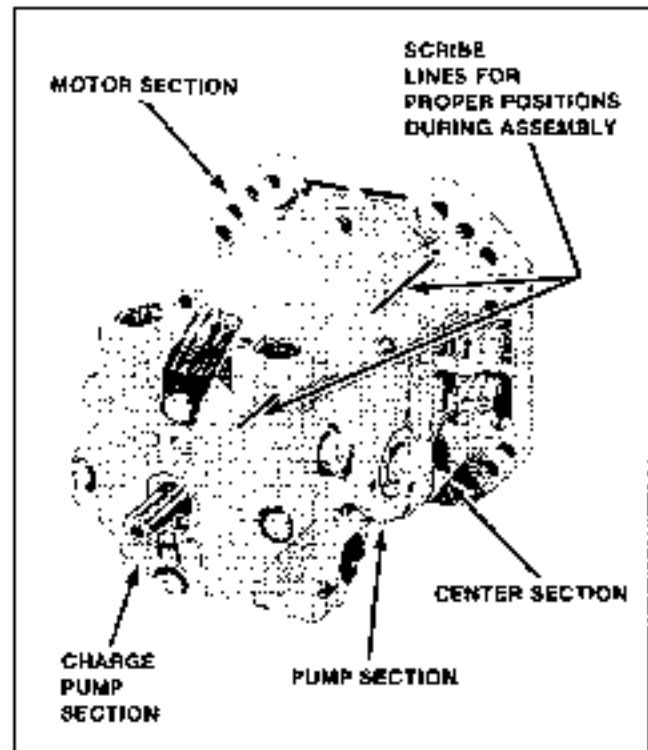 MOTOR SECTION
SCRIBE
LINES FOR
PROPER POSITIONS
DURING ASSEMBLY
CENTER SECTION
PUMP SECTION
CHARGE
PUMP
SECTION